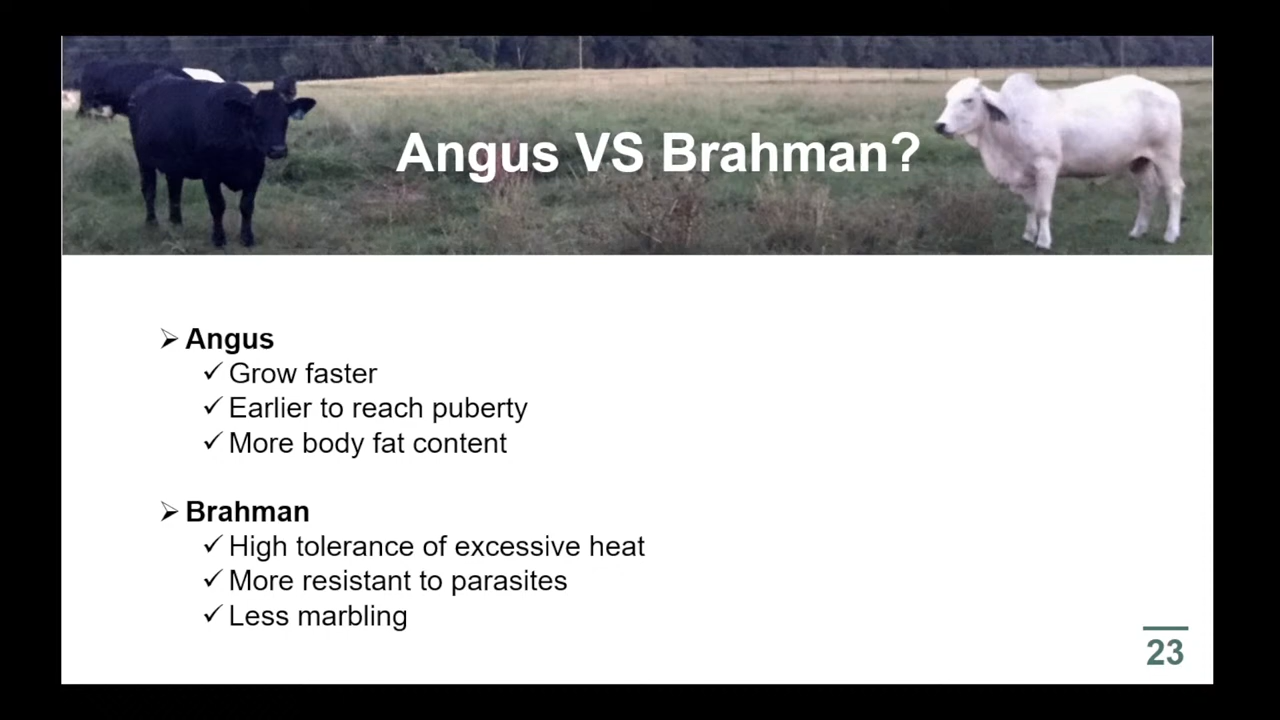 Angus VS Brahman?
➢ Angus
✓ Grow faster
✓ Earlier to reach puberty
✓ More body fat content
➢ Brahman
✓ High tolerance of excessive heat
✓ More resistant to parasites
✓ Less marbling
23